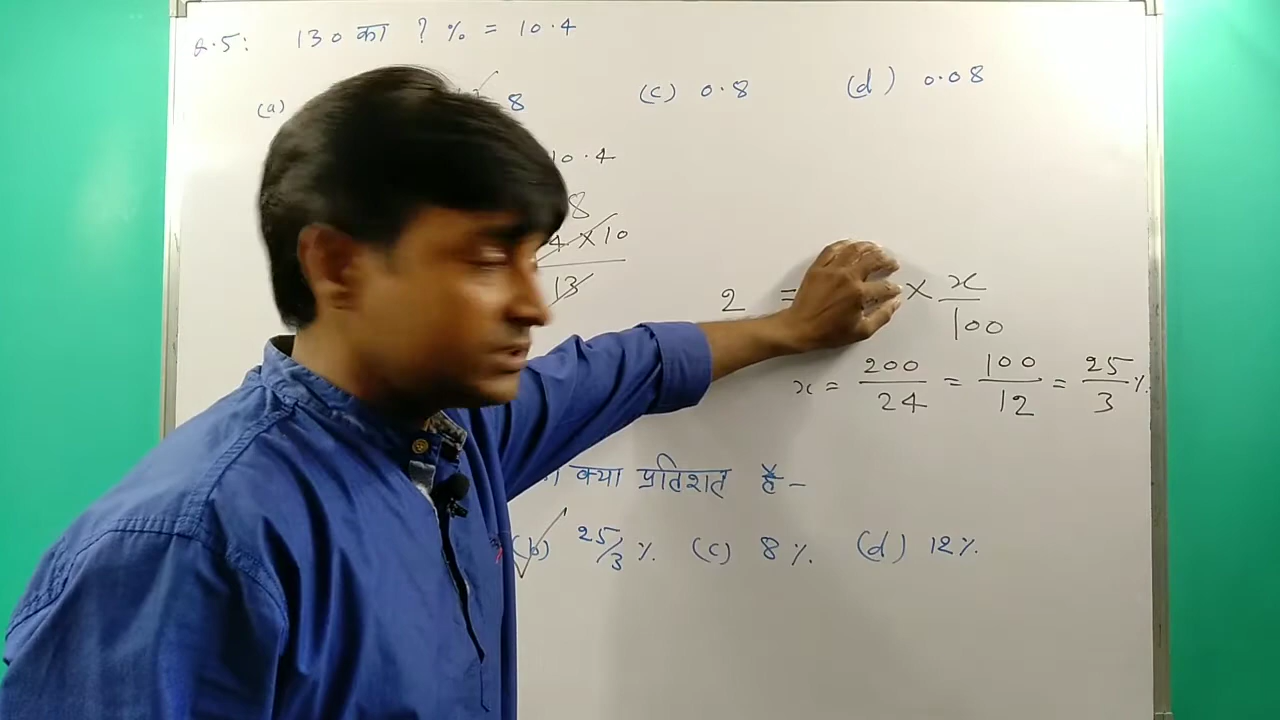 Q.5: 130 का ? % = 10.4
(a) 8 (c) 0.8 (d) 0.08
10.4
8
4 × 10
13
2 = × x/100
x = 200/24 = 100/12 = 25/3 %.
क्या प्रतिशत है -
(b) 25/3 %. (c) 8 %. (d) 12 %.